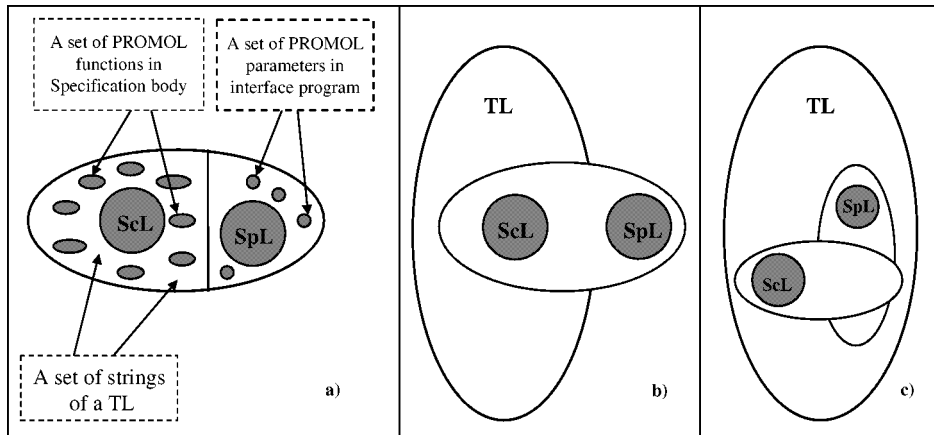 A set of PROMOL
functions in
Specification body
A set of PROMOL
parameters in
interface program
ScL
SpL
A set of strings
of a TL
a)
TL
ScL
SpL
b)
TL
SpL
ScL
c)